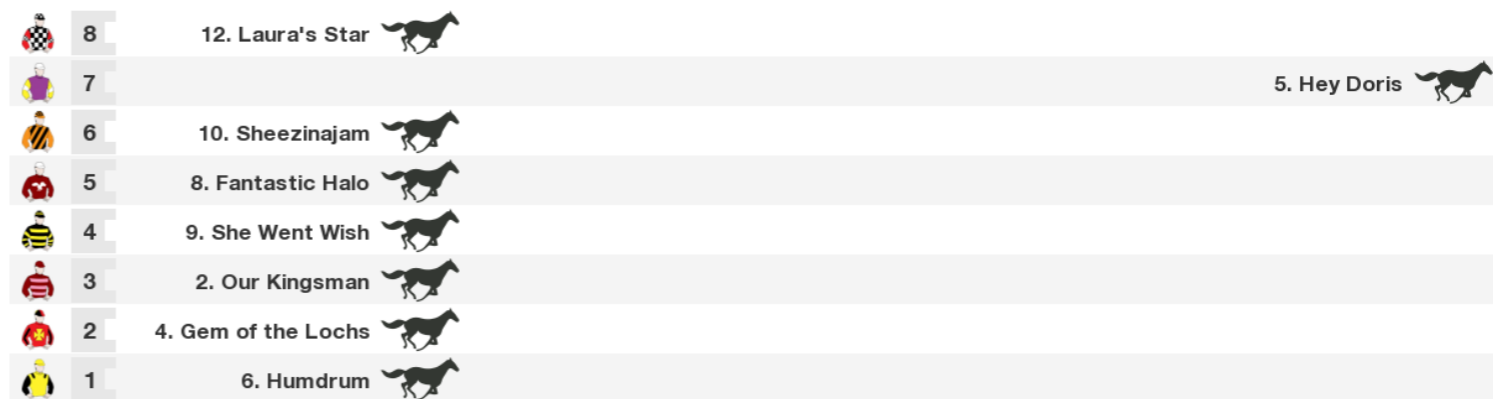 8 12. Laura's Star
7 5. Hey Doris
6 10. Sheezinajam
5 8. Fantastic Halo
4 9. She Went Wish
3 2. Our Kingsman
2 4. Gem of the Lochs
1 6. Humdrum